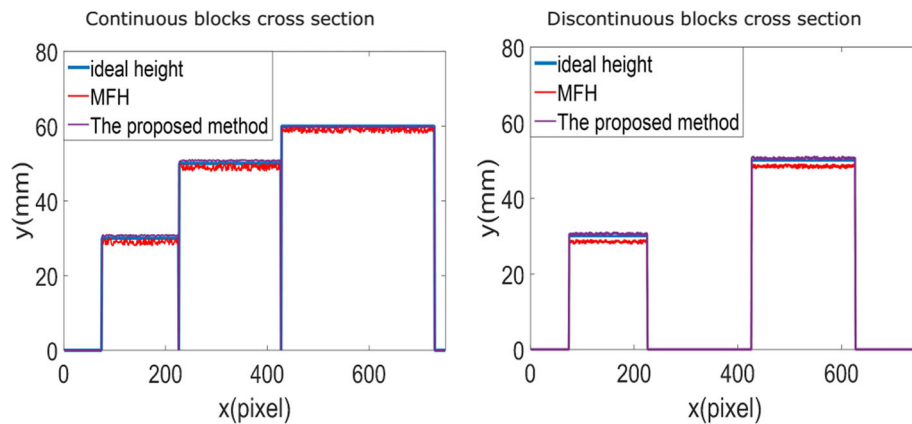 Continuous blocks cross section
80
60
40
20
0
0
200
400
600
y(mm)
x(pixel)
ideal height
MFH
The proposed method
Discontinuous blocks cross section
80
60
40
20
0
0
200
400
600
y(mm)
x(pixel)
ideal height
MFH
The proposed method